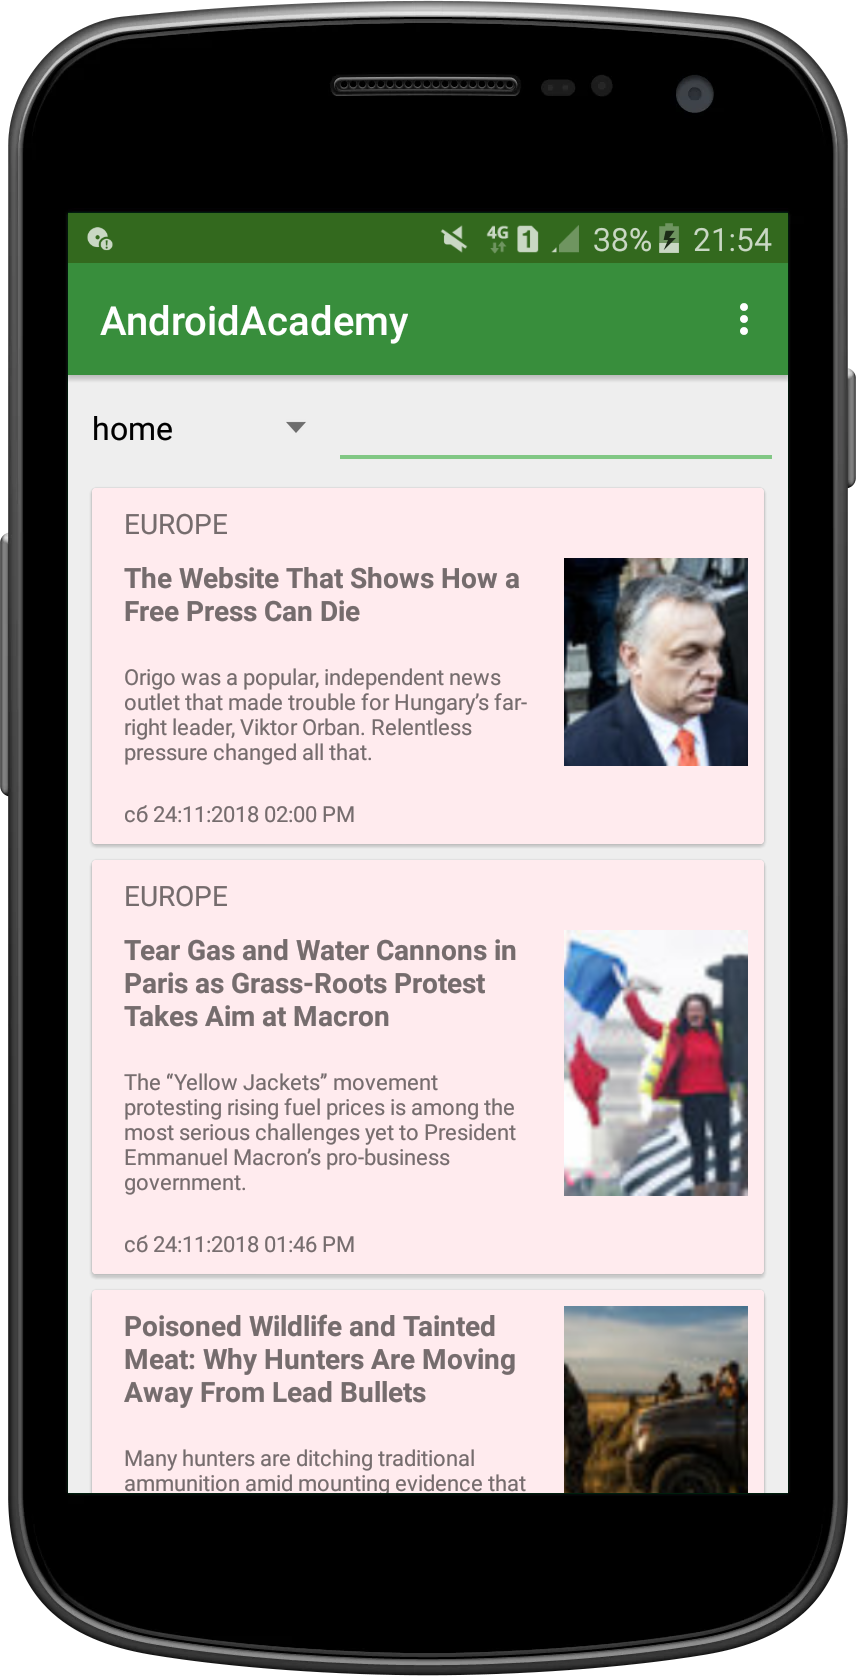 4G 1 38% 21:54
AndroidAcademy
home
EUROPE
The Website That Shows How a
Free Press Can Die
Origo was a popular, independent news
outlet that made trouble for Hungary’s far-
right leader, Viktor Orban. Relentless
pressure changed all that.
сб 24:11:2018 02:00 PM
EUROPE
Tear Gas and Water Cannons in
Paris as Grass-Roots Protest
Takes Aim at Macron
The “Yellow Jackets” movement
protesting rising fuel prices is among the
most serious challenges yet to President
Emmanuel Macron’s pro-business
government.
сб 24:11:2018 01:46 PM
Poisoned Wildlife and Tainted
Meat: Why Hunters Are Moving
Away From Lead Bullets
Many hunters are ditching traditional
ammunition amid mounting evidence that